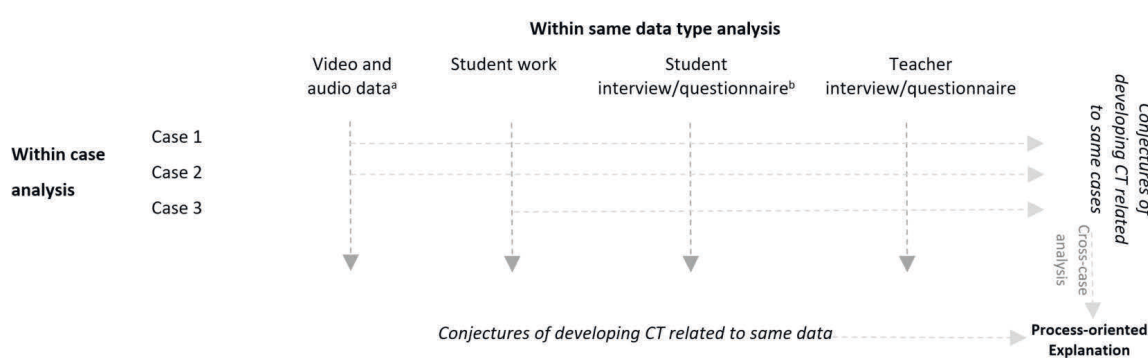 Within same data type analysis
Video and
audio dataᵃ
Student work
Student
interview/questionnaireᵇ
Teacher
interview/questionnaire
Within case
analysis
Case 1
Case 2
Case 3
Conjectures of
developing CT related
to same cases
Cross-case
analysis
Conjectures of developing CT related to same data
Process-oriented
Explanation